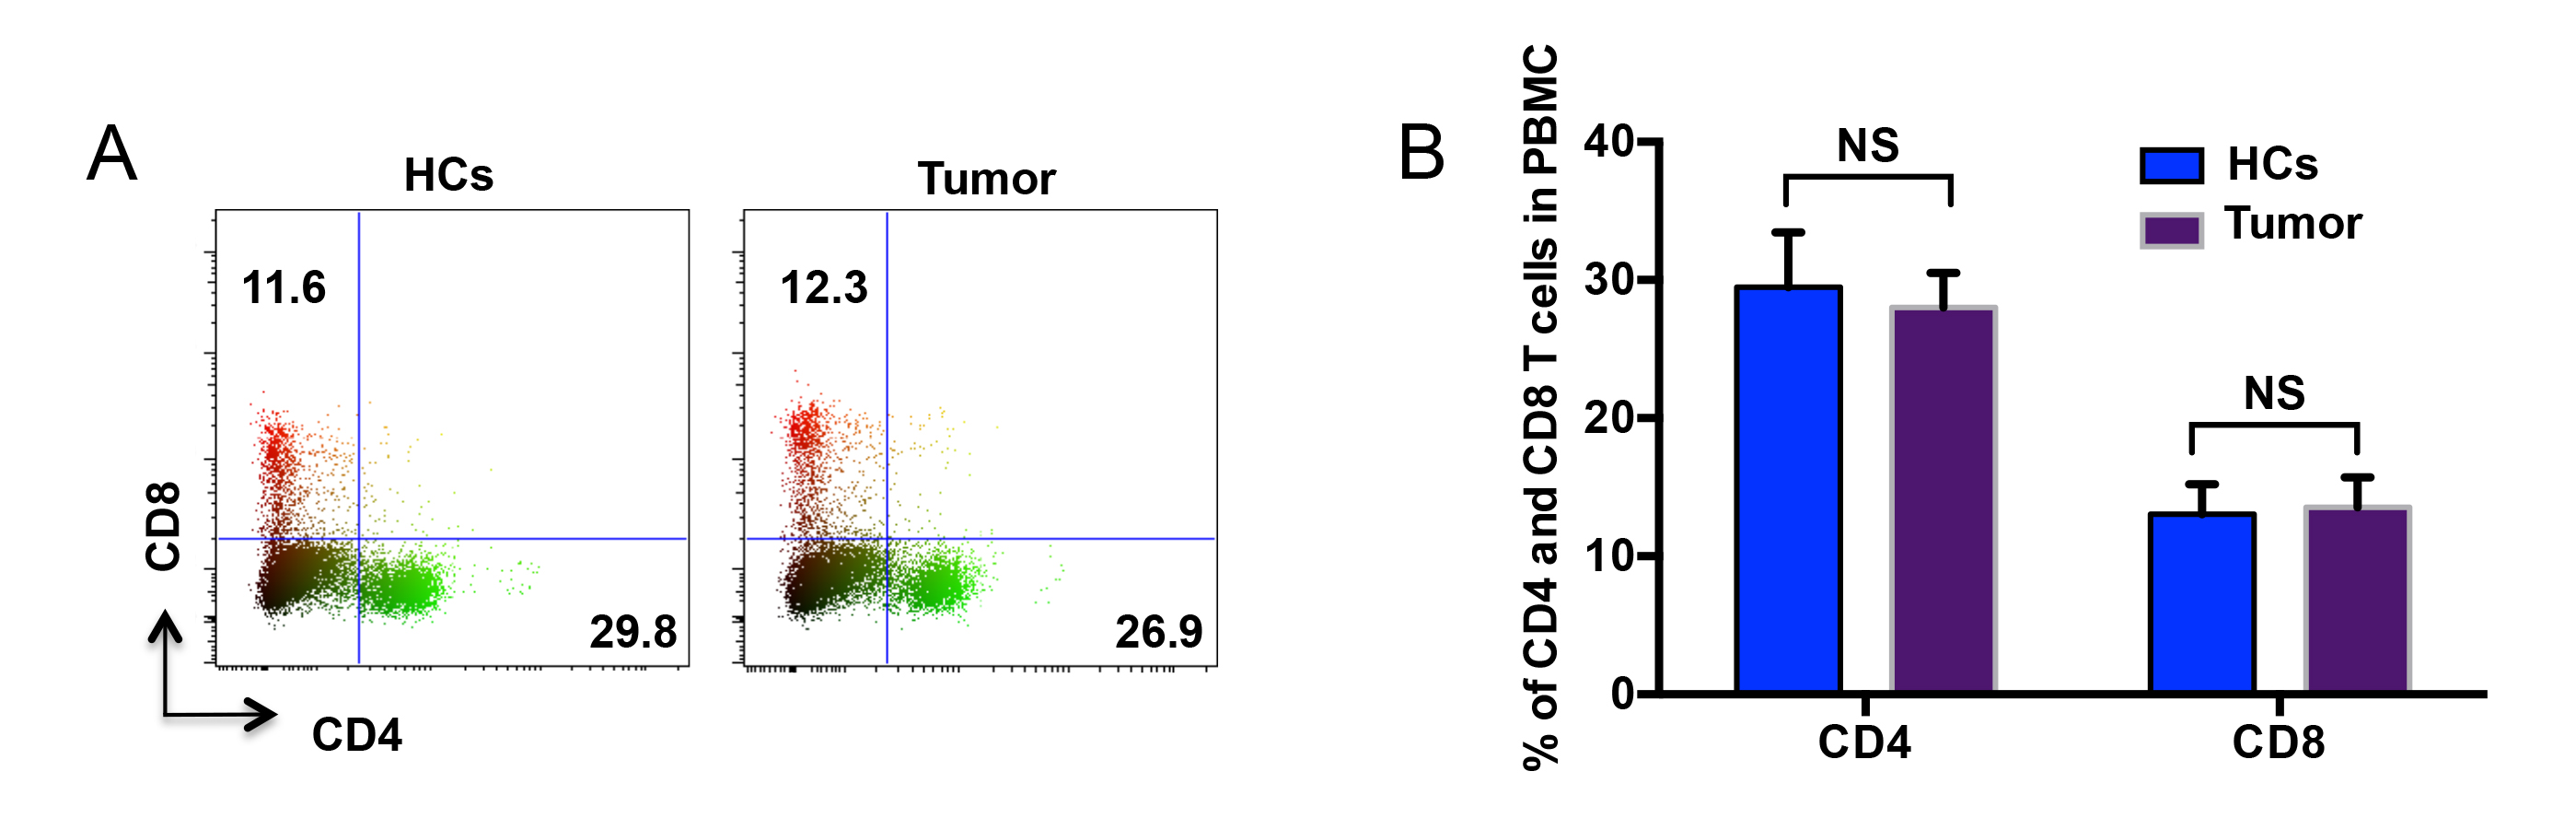 A
HCs
Tumor
11.6
12.3
29.8
26.9
CD8
CD4
B
% of CD4 and CD8 T cells in PBMC
40
30
20
10
0
NS
NS
HCs
Tumor
CD4
CD8